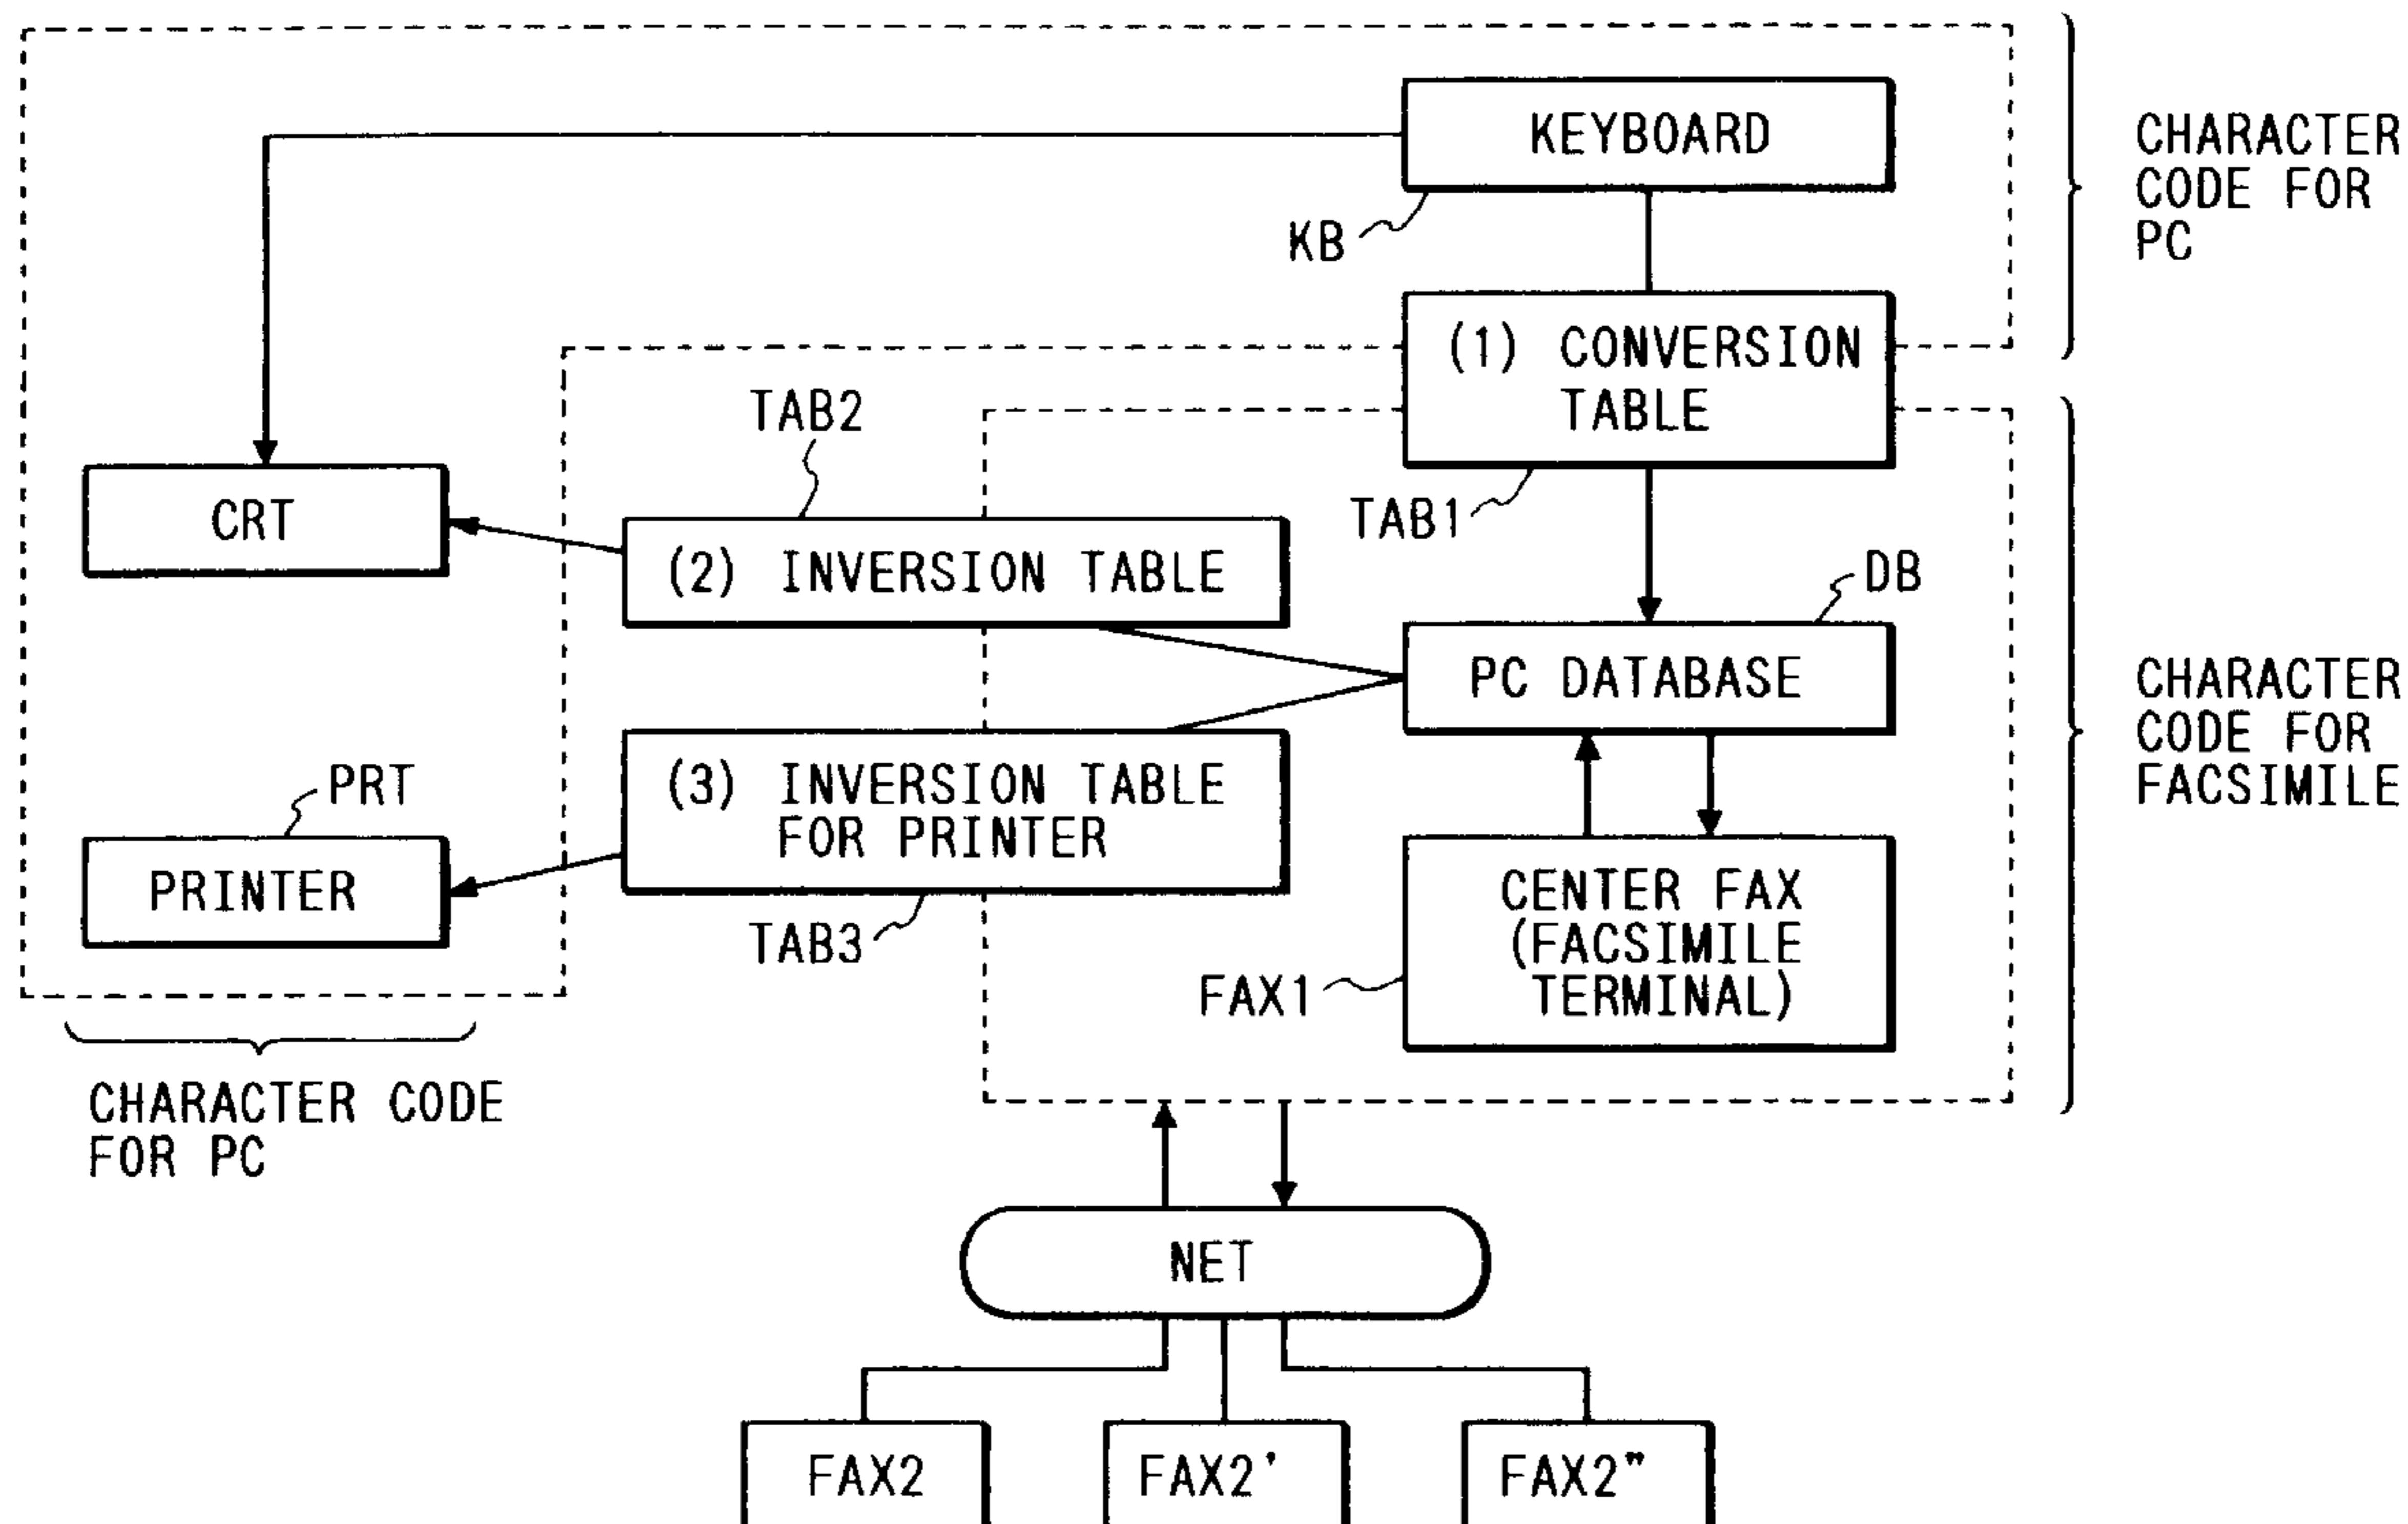 KEYBOARD
KB
CHARACTER
CODE FOR
PC
(1) CONVERSION
TABLE
TAB1
TAB2
CRT
(2) INVERSION TABLE
DB
PC DATABASE
(3) INVERSION TABLE
FOR PRINTER
TAB3
PRT
PRINTER
CHARACTER
CODE FOR
FACSIMILE
CENTER FAX
(FACSIMILE
TERMINAL)
FAX1
CHARACTER CODE
FOR PC
NET
FAX2
FAX2'
FAX2"